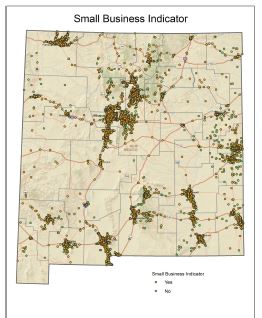 Small Business Indicator
Small Business Indicator
Yes
No